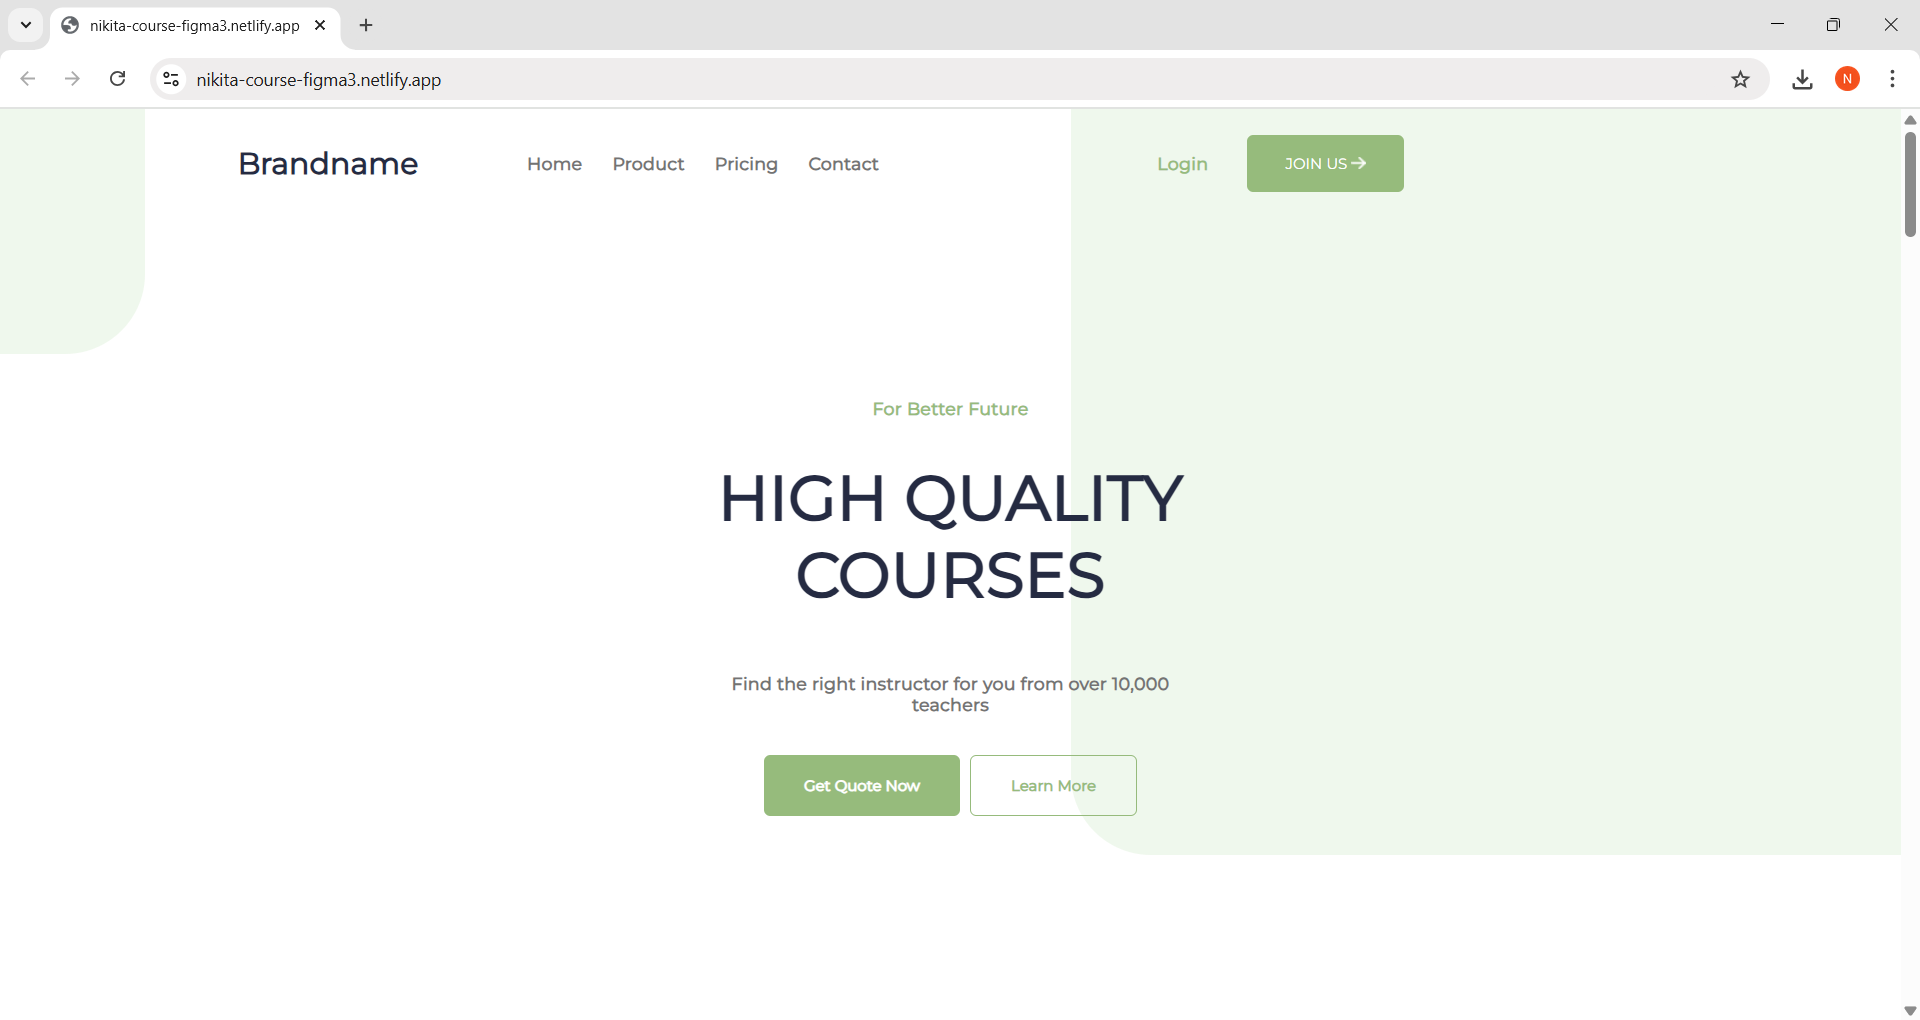 nikita-course-figma3.netlify.app
nikita-course-figma3.netlify.app
N
Brandname
Home Product Pricing Contact
Login
JOIN US
For Better Future
HIGH QUALITY
COURSES
Find the right instructor for you from over 10,000
teachers
Get Quote Now
Learn More